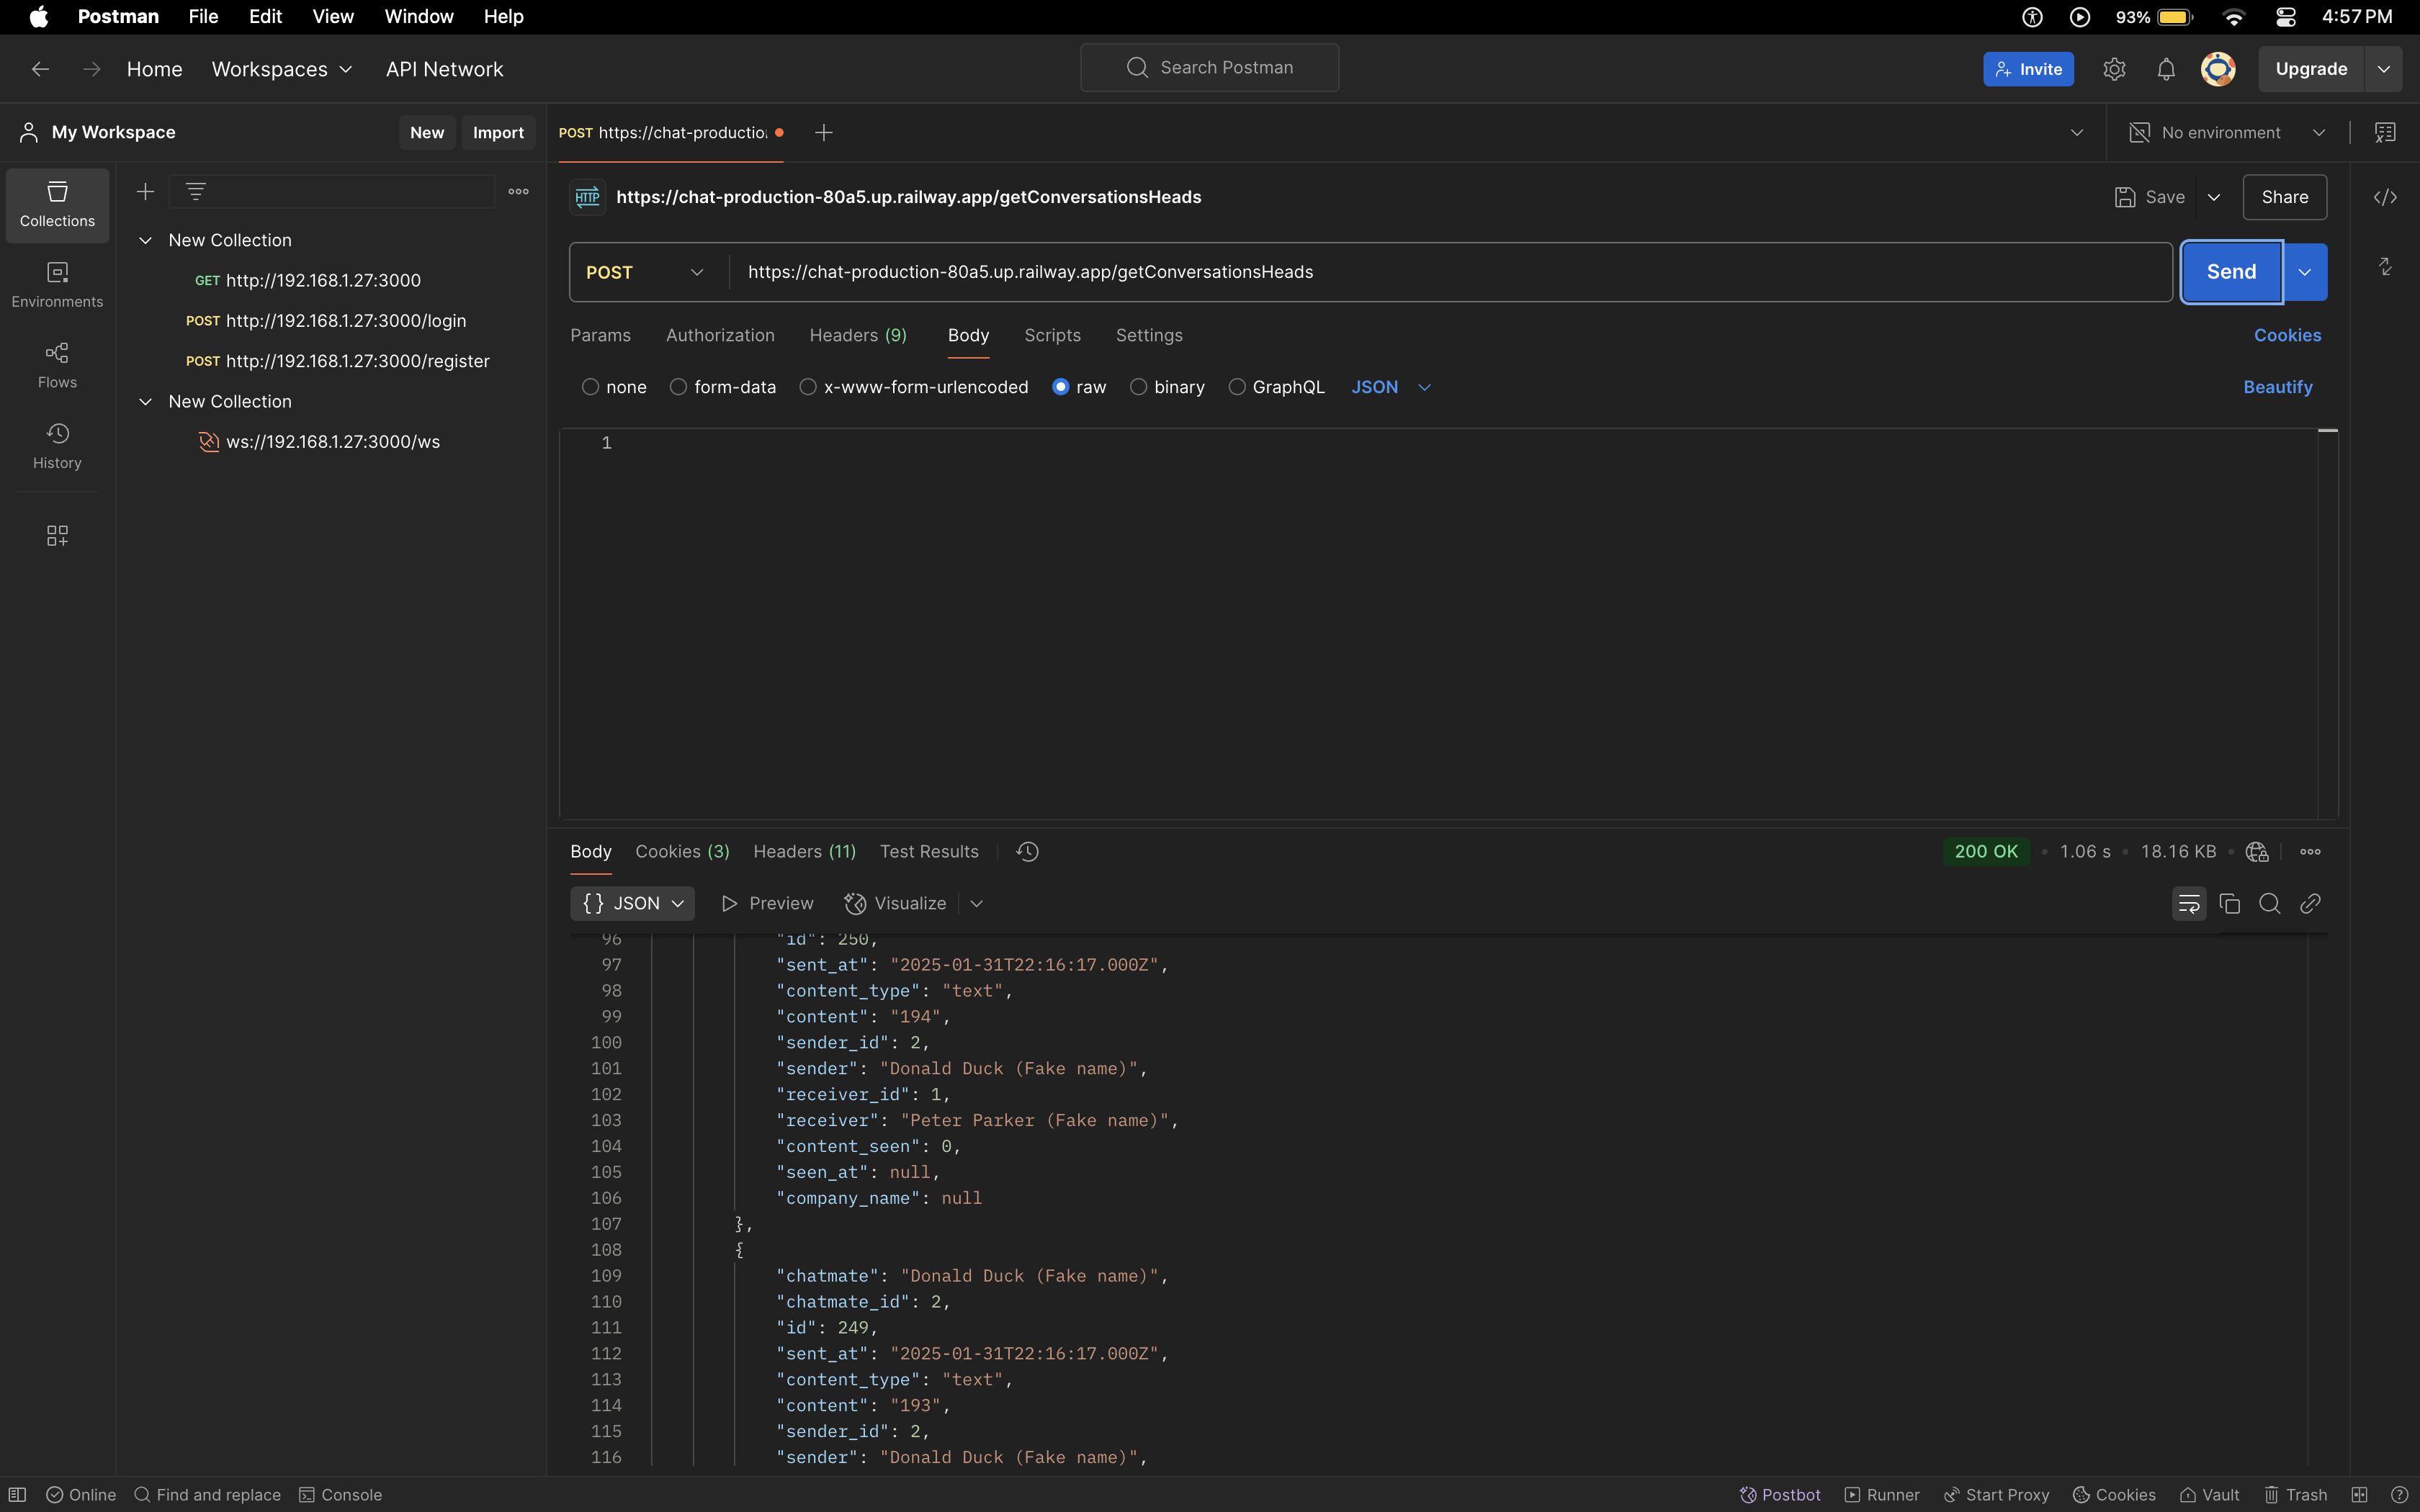 Postman File Edit View Window Help 93% 4:57 PM
Home Workspaces API Network Search Postman Invite Upgrade
My Workspace New Import POST https://chat-productio No environment
Collections
Environments
Flows
History
New Collection
GET http://192.168.1.27:3000
POST http://192.168.1.27:3000/login
POST http://192.168.1.27:3000/register
New Collection
ws://192.168.1.27:3000/ws
HTTP https://chat-production-80a5.up.railway.app/getConversationsHeads Save Share
POST https://chat-production-80a5.up.railway.app/getConversationsHeads Send
Params Authorization Headers (9) Body Scripts Settings Cookies
none form-data x-www-form-urlencoded raw binary GraphQL JSON Beautify
1
Body Cookies (3) Headers (11) Test Results 200 OK • 1.06 s • 18.16 KB •
{} JSON Preview Visualize
96 "id": 250,
97 "sent_at": "2025-01-31T22:16:17.000Z",
98 "content_type": "text",
99 "content": "194",
100 "sender_id": 2,
101 "sender": "Donald Duck (Fake name)",
102 "receiver_id": 1,
103 "receiver": "Peter Parker (Fake name)",
104 "content_seen": 0,
105 "seen_at": null,
106 "company_name": null
107 },
108 {
109 "chatmate": "Donald Duck (Fake name)",
110 "chatmate_id": 2,
111 "id": 249,
112 "sent_at": "2025-01-31T22:16:17.000Z",
113 "content_type": "text",
114 "content": "193",
115 "sender_id": 2,
116 "sender": "Donald Duck (Fake name)",
Online Find and replace Console Postbot Runner Start Proxy Cookies Vault Trash